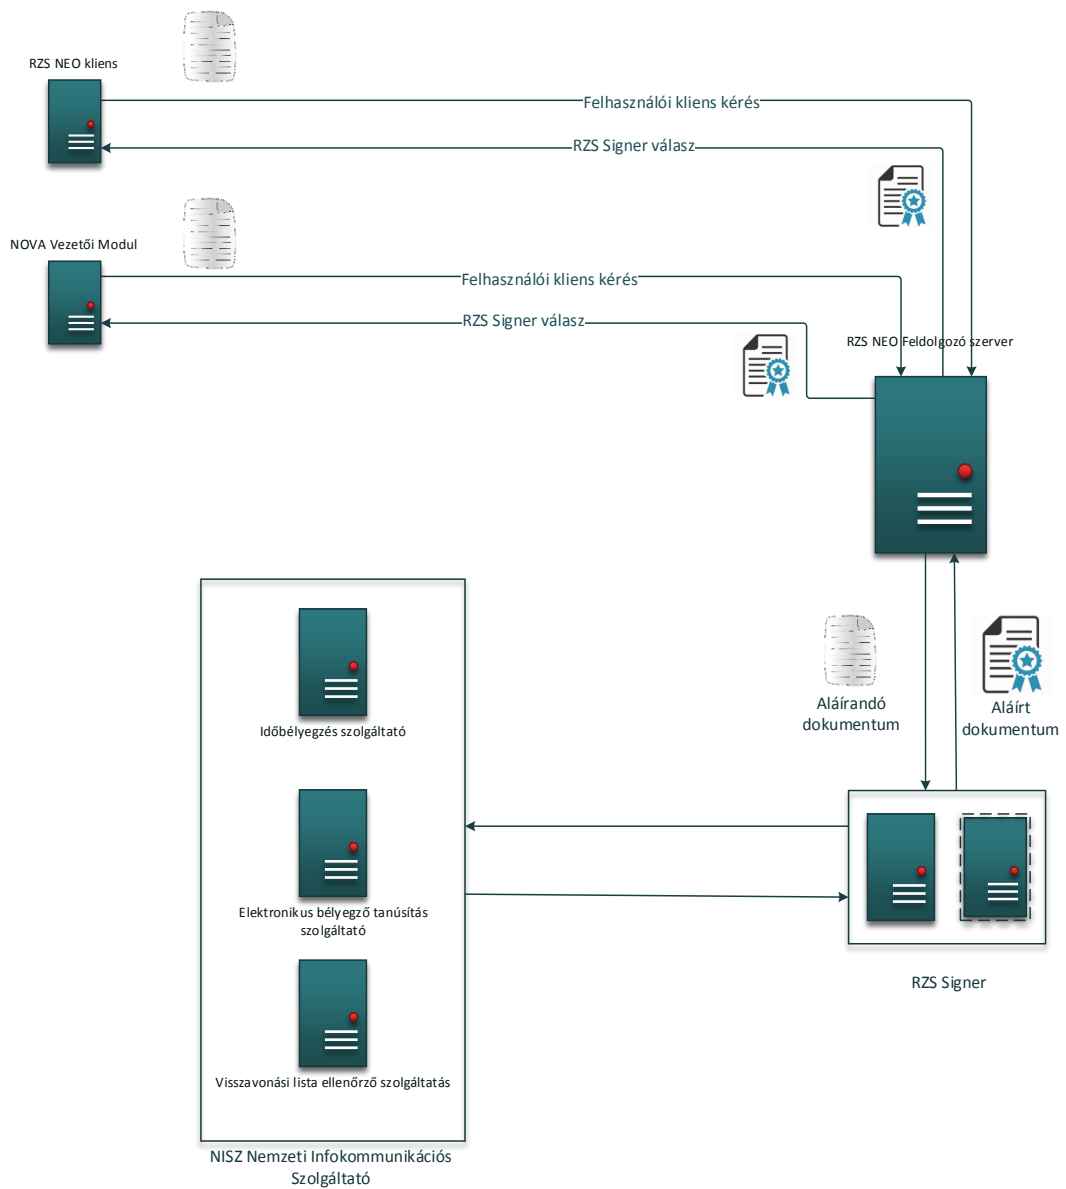 RZS NEO kliens
Felhasználói kliens kérés
RZS Signer válasz
NOVA Vezetői Modul
Felhasználói kliens kérés
RZS Signer válasz
RZS NEO Feldolgozó szerver
Aláírandó
dokumentum
Aláírt
dokumentum
Időbélyegzés szolgáltató
Elektronikus bélyegző tanúsítás
szolgáltató
RZS Signer
Visszavonási lista ellenőrző szolgáltatás
NISZ Nemzeti Infokommunikációs
Szolgáltató